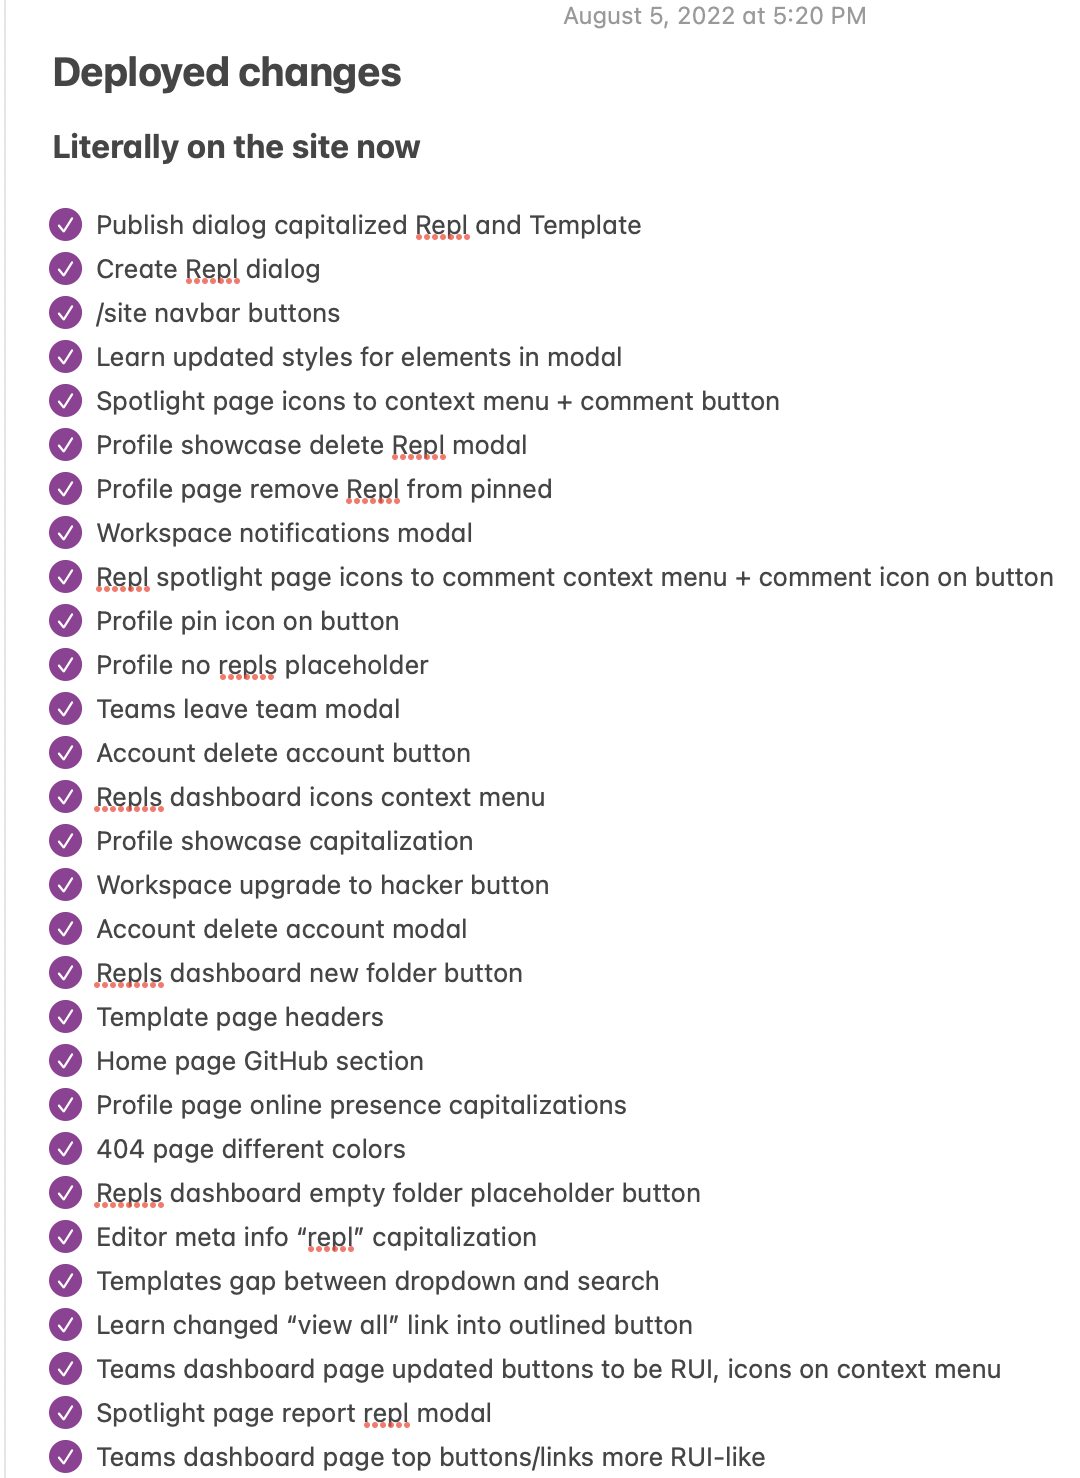 August 5, 2022 at 5:20 PM
Deployed changes
Literally on the site now
Publish dialog capitalized Repl and Template
Create Repl dialog
/site navbar buttons
Learn updated styles for elements in modal
Spotlight page icons to context menu + comment button
Profile showcase delete Repl modal
Profile page remove Repl from pinned
Workspace notifications modal
Repl spotlight page icons to comment context menu + comment icon on button
Profile pin icon on button
Profile no repls placeholder
Teams leave team modal
Account delete account button
Repls dashboard icons context menu
Profile showcase capitalization
Workspace upgrade to hacker button
Account delete account modal
Repls dashboard new folder button
Template page headers
Home page GitHub section
Profile page online presence capitalizations
404 page different colors
Repls dashboard empty folder placeholder button
Editor meta info “repl” capitalization
Templates gap between dropdown and search
Learn changed “view all” link into outlined button
Teams dashboard page updated buttons to be RUI, icons on context menu
Spotlight page report repl modal
Teams dashboard page top buttons/links more RUI-like